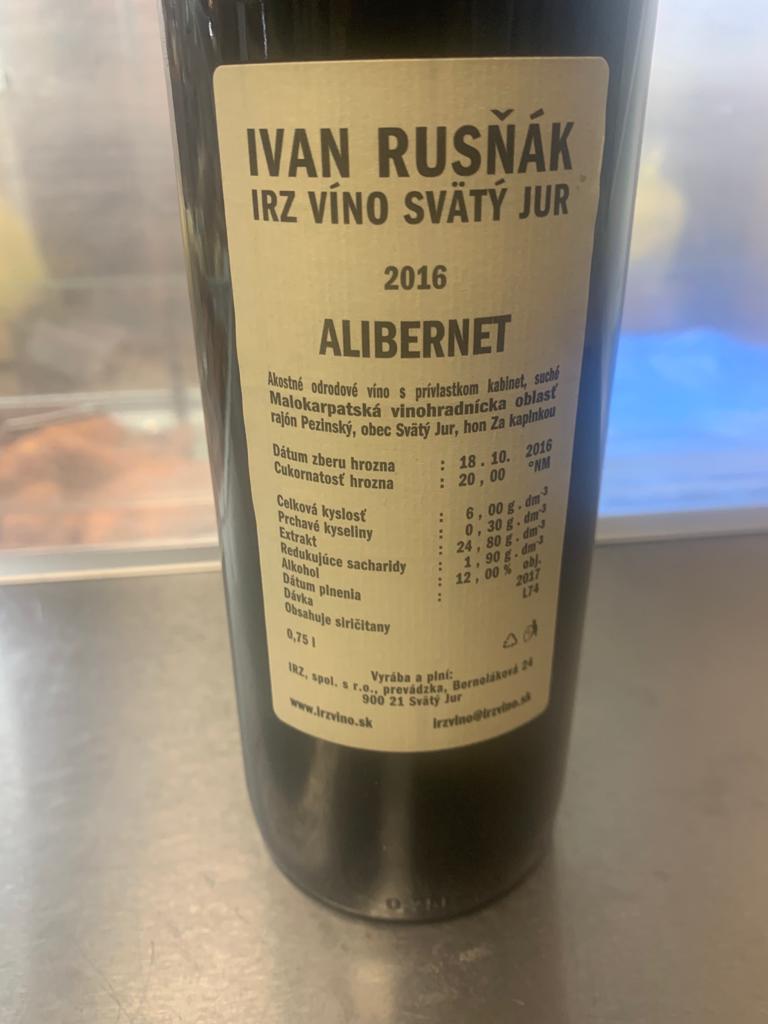 IVAN RUSŇÁK
IRZ VÍNO SVÄTÝ JUR
2016
ALIBERNET
Akostné odrodové víno s prívlastkom kabinet, suché
Malokarpatská vinohradnícka oblasť
rajón Pezinský, obec Svätý Jur, hon Za kaplnkou
Dátum zberu hrozna : 18. 10. 2016
Cukornatosť hrozna : 20,00 °NM
Celková kyslosť : 6,00 g.dm-3
Prchavé kyseliny : 0,30 g.dm-3
Extrakt : 24,80 g.dm-3
Redukujúce sacharidy : 1,90 g.dm-3
Alkohol : 12,00 % obj.
Dátum plnenia : 2017
Dávka L74
Obsahuje siričitany
0,75 l
Vyrába a plní:
IRZ, spol. s r.o., prevádzka, Bernolákova 24
900 21 Svätý Jur
www.irzvino.sk irzvino@irzvino.sk